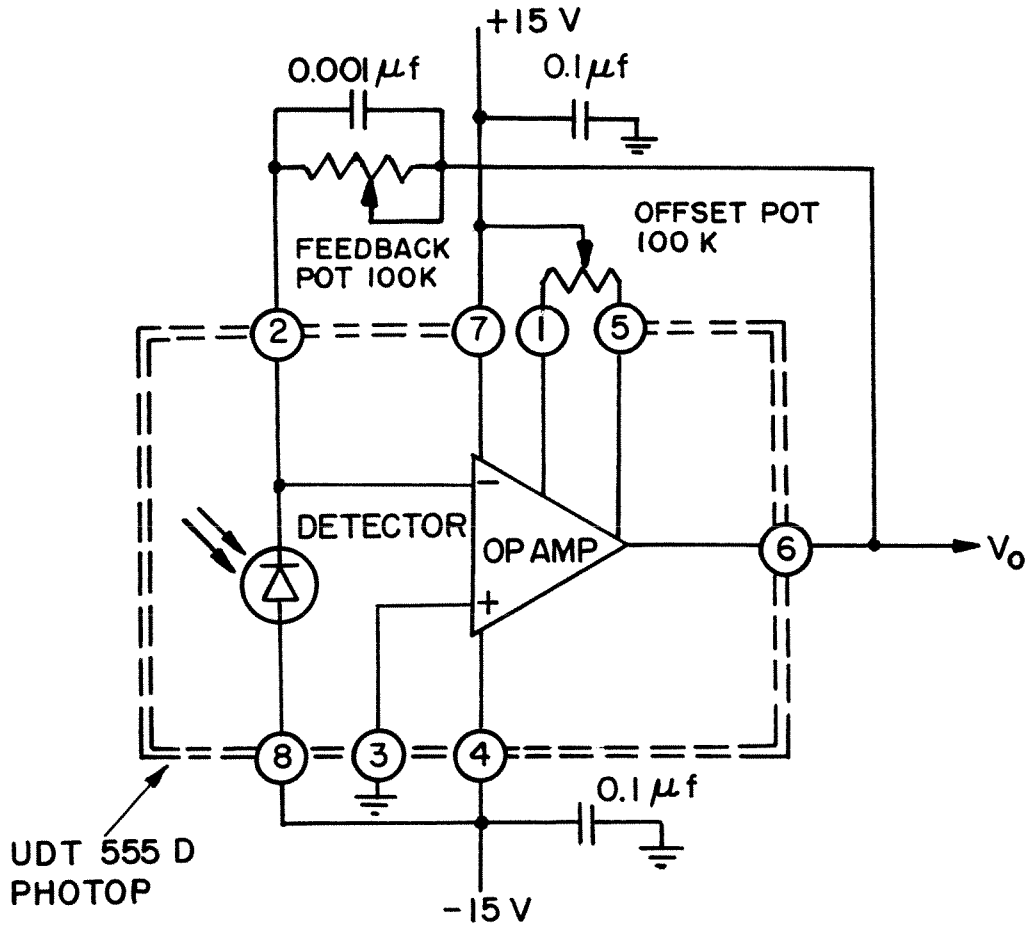 +15 V
0.001 μf
0.1 μf
OFFSET POT
100 K
FEEDBACK
POT 100K
2
7
1
5
-
DETECTOR
OP AMP
6
Vo
+
8
3
4
0.1 μf
UDT 555 D
PHOTOP
-15 V